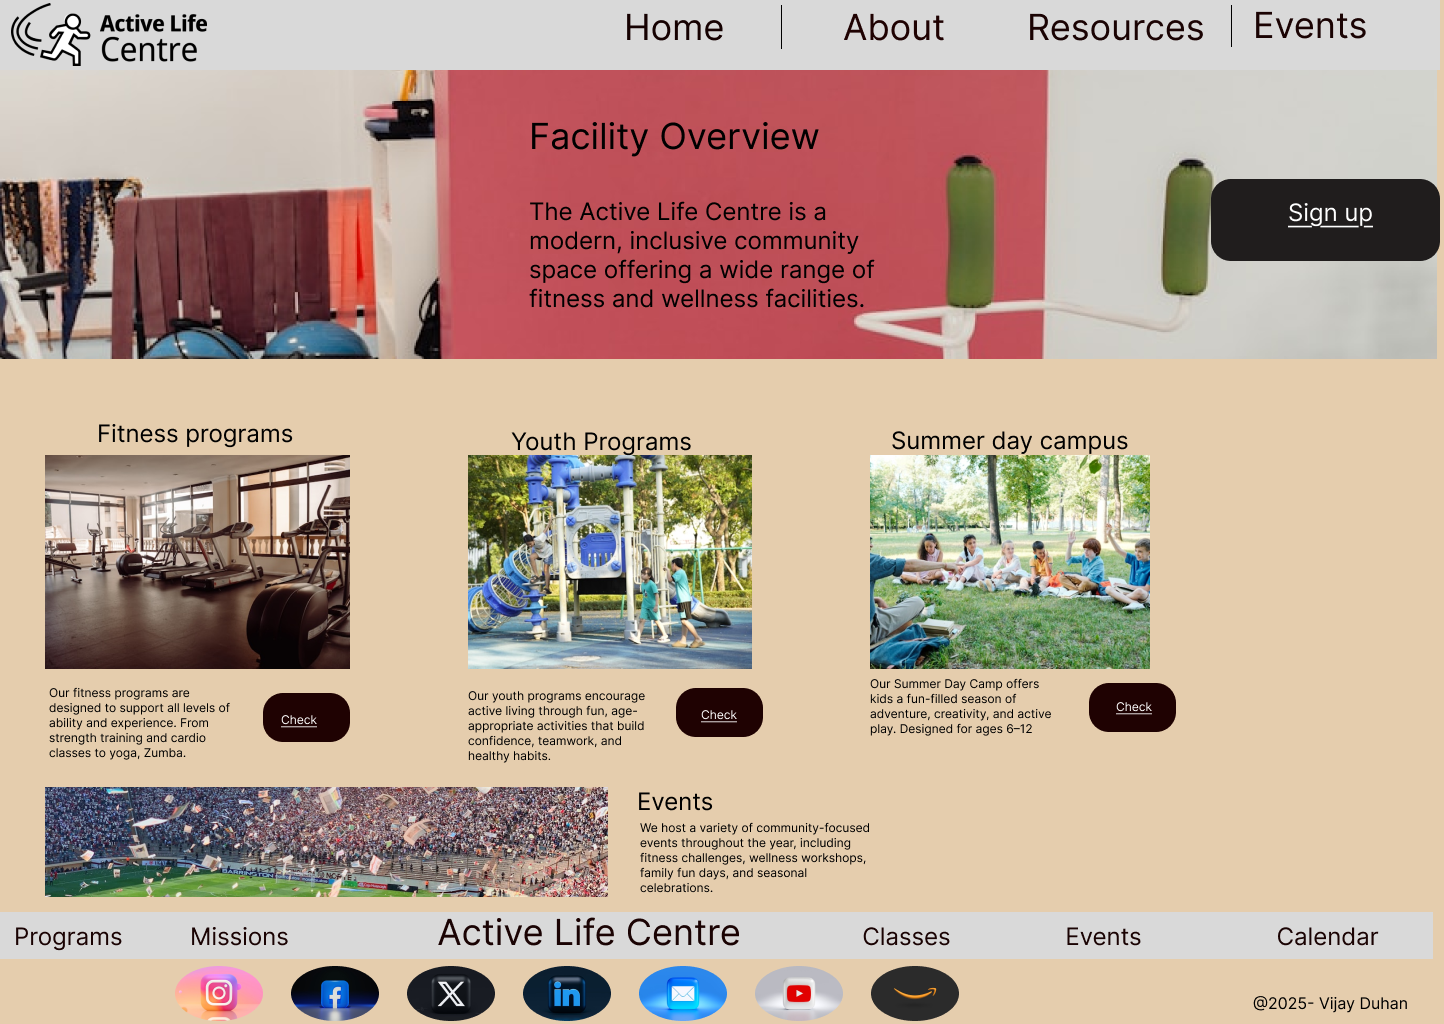 Active Life
Centre
Home
About
Resources
Events
Facility Overview
The Active Life Centre is a
modern, inclusive community
space offering a wide range of
fitness and wellness facilities.
Sign up
Fitness programs
Youth Programs
Summer day campus
Our fitness programs are
designed to support all levels of
ability and experience. From
strength training and cardio
classes to yoga, Zumba.
Check
Our youth programs encourage
active living through fun, age-
appropriate activities that build
confidence, teamwork, and
healthy habits.
Check
Our Summer Day Camp offers
kids a fun-filled season of
adventure, creativity, and active
play. Designed for ages 6–12
Check
BARRINGTON
Events
We host a variety of community-focused
events throughout the year, including
fitness challenges, wellness workshops,
family fun days, and seasonal
celebrations.
Programs
Missions
Active Life Centre
Classes
Events
Calendar
@2025- Vijay Duhan